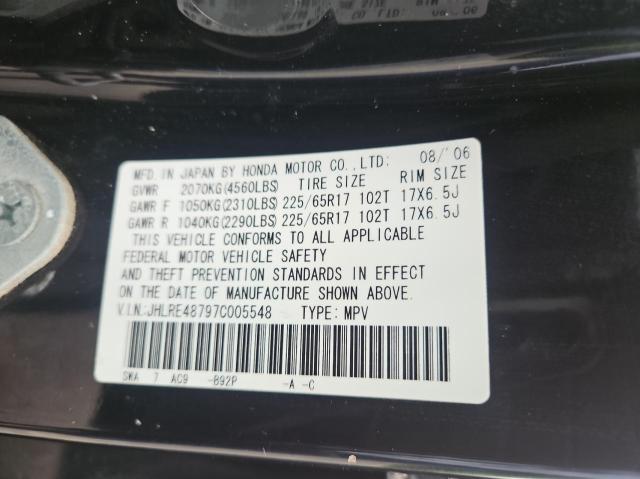 CO LTD:
MFD.IN JAPAN BY HONDA MOTOR CO.,LTD: 08/'06
GVWR 2070KG(4560LBS) TIRE SIZE RIM SIZE
GAWR F 1050KG(2310LBS) 225/65R17 102T 17X6.5J
GAWR R 1040KG(2290LBS) 225/65R17 102T 17X6.5J
THIS VEHICLE CONFORMS TO ALL APPLICABLE
FEDERAL MOTOR VEHICLE SAFETY
AND THEFT PREVENTION STANDARDS IN EFFECT
ON THE DATE OF MANUFACTURE SHOWN ABOVE.
V.I.N.:JHLRE48797C005548 TYPE: MPV
SWA 7 AC9 -B92P -A -C